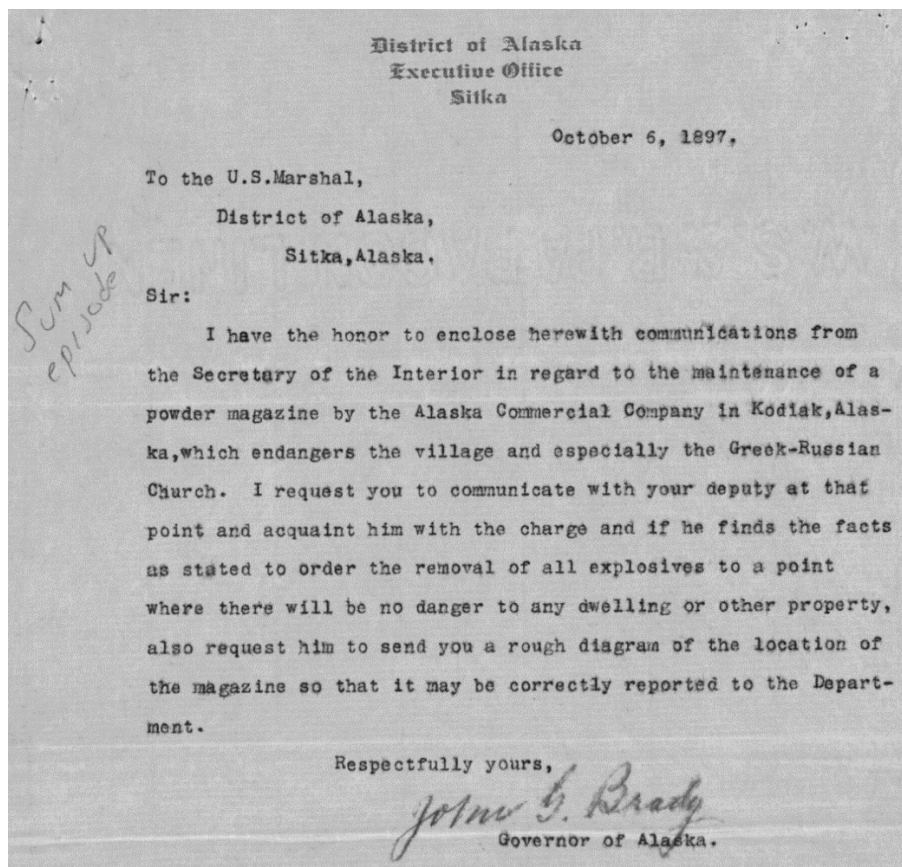 District of Alaska
Executive Office
Sitka
October 6, 1897.
To the U.S.Marshal,
District of Alaska,
Sitka,Alaska.
Sum up
episode
Sir:
I have the honor to enclose herewith communications from
the Secretary of the Interior in regard to the maintenance of a
powder magazine by the Alaska Commercial Company in Kodiak,Alas-
ka,which endangers the village and especially the Greek-Russian
Church. I request you to communicate with your deputy at that
point and acquaint him with the charge and if he finds the facts
as stated to order the removal of all explosives to a point
where there will be no danger to any dwelling or other property,
also request him to send you a rough diagram of the location of
the magazine so that it may be correctly reported to the Depart-
ment.
Respectfully yours,
John G. Brady
Governor of Alaska.